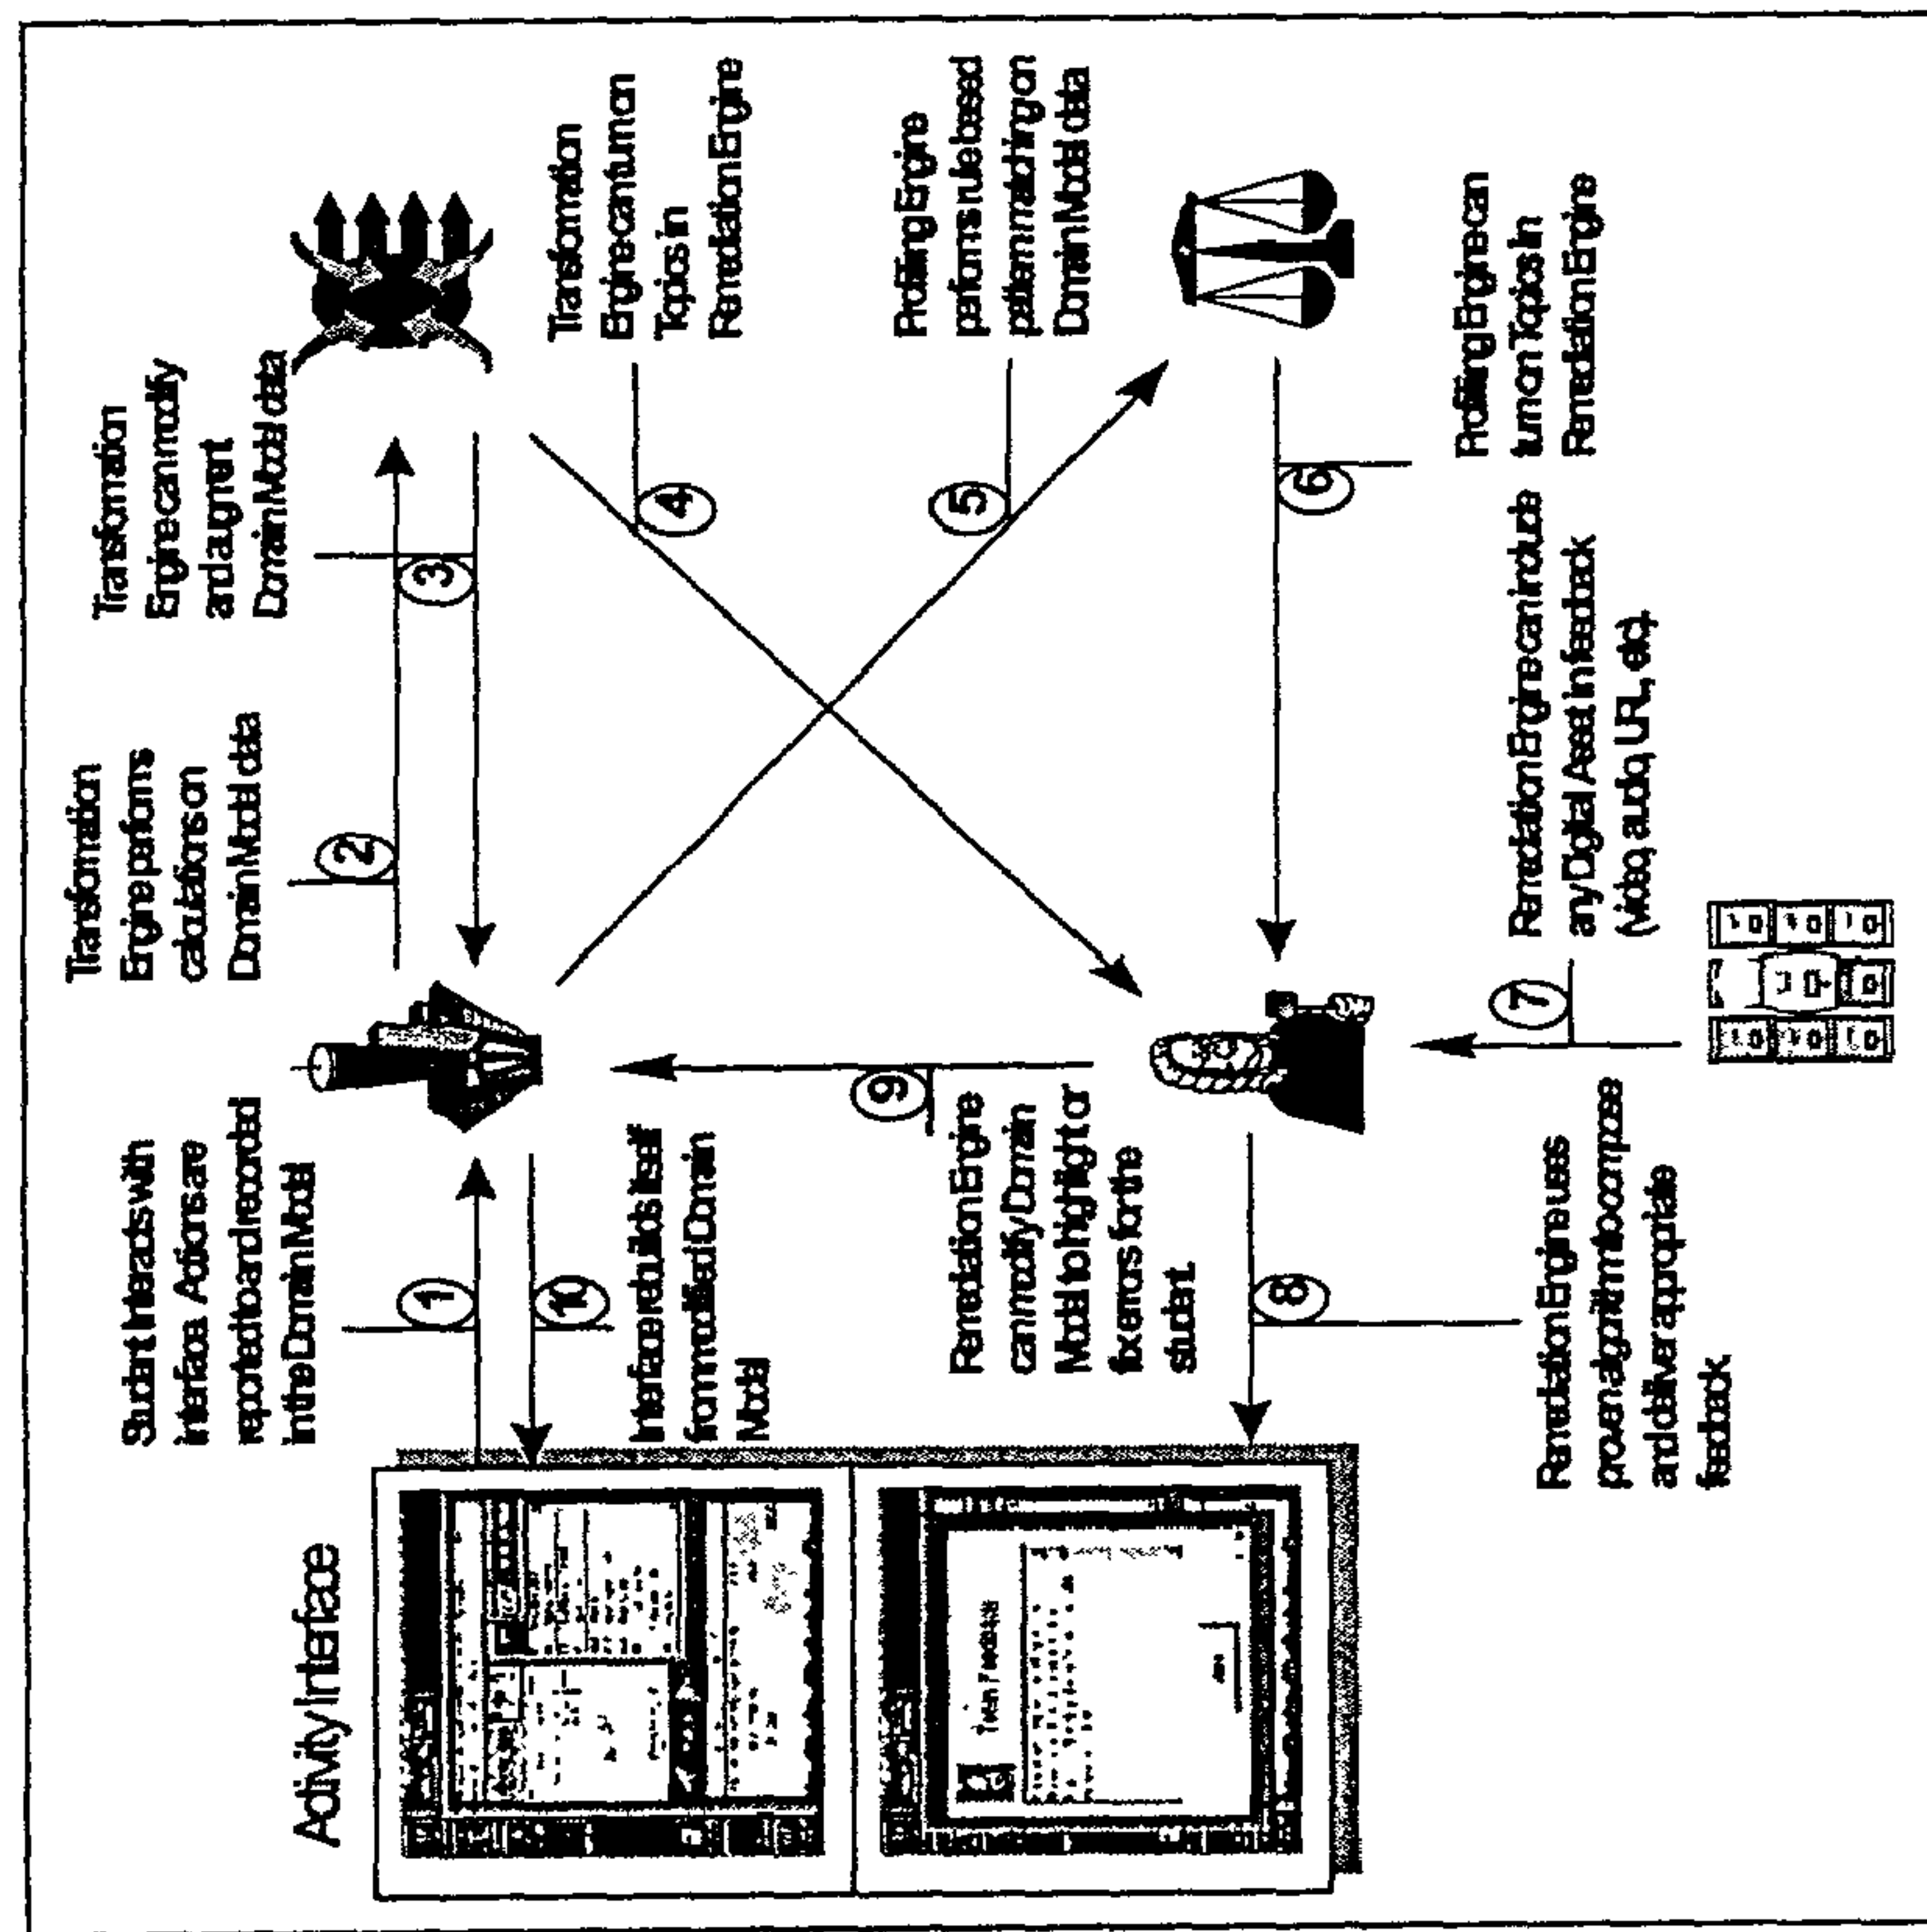 Activity Interface
Student interacts with
interface. Actions are
reported to and recorded
in the Domain Model
1
Transformation
Engine performs
calculations on
Domain Model data
2
Transformation
Engine can modify
and augment
Domain Model data
3
Transformation
Engine can turn on
Topics in
Remediation Engine
4
Profiling Engine
performs rule based
pattern matching on
Domain Model data
5
Profiling Engine can
turn on Topics in
Remediation Engine
6
Remediation Engine can include
any Digital Asset in feedback
(video, audio, URL, etc).
7
Remediation Engine uses
proven algorithm to compose
and deliver appropriate
feedback.
8
Remediation Engine
can modify Domain
Model to highlight or
fix errors for the
student.
9
Interface rebuilds itself
from modified Domain
Model
10